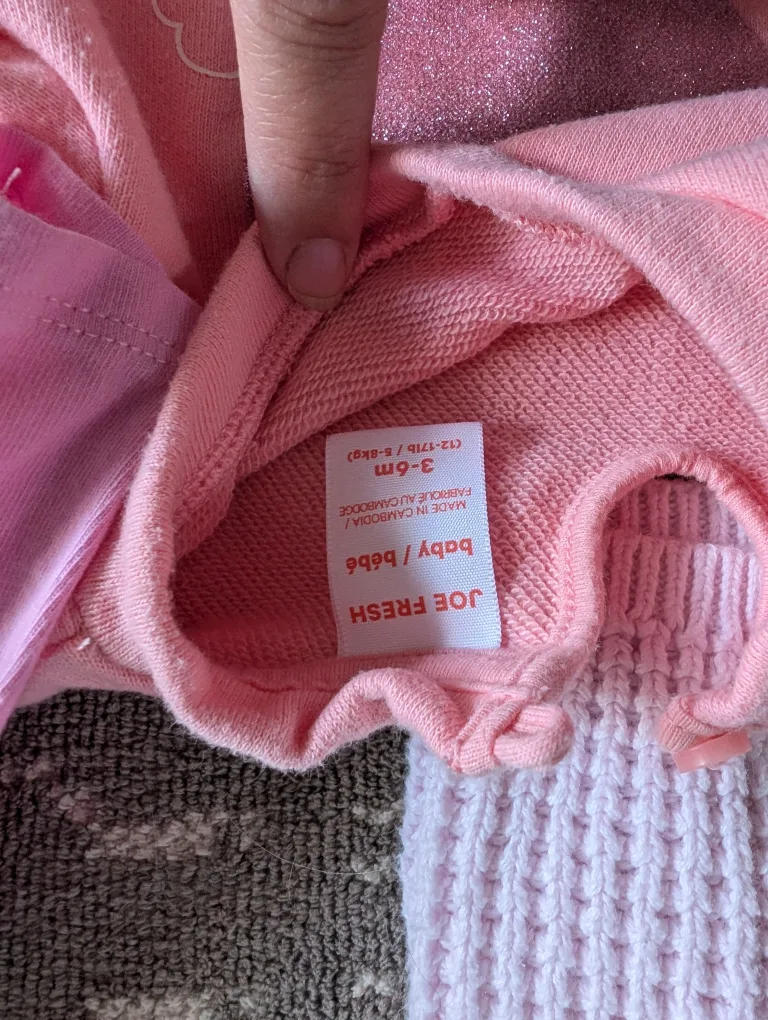 JOE FRESH
baby / bébé
MADE IN CAMBODIA /
FABRIQUÉ AU CAMBODGE
3-6m
(12-17lb / 5-8kg)